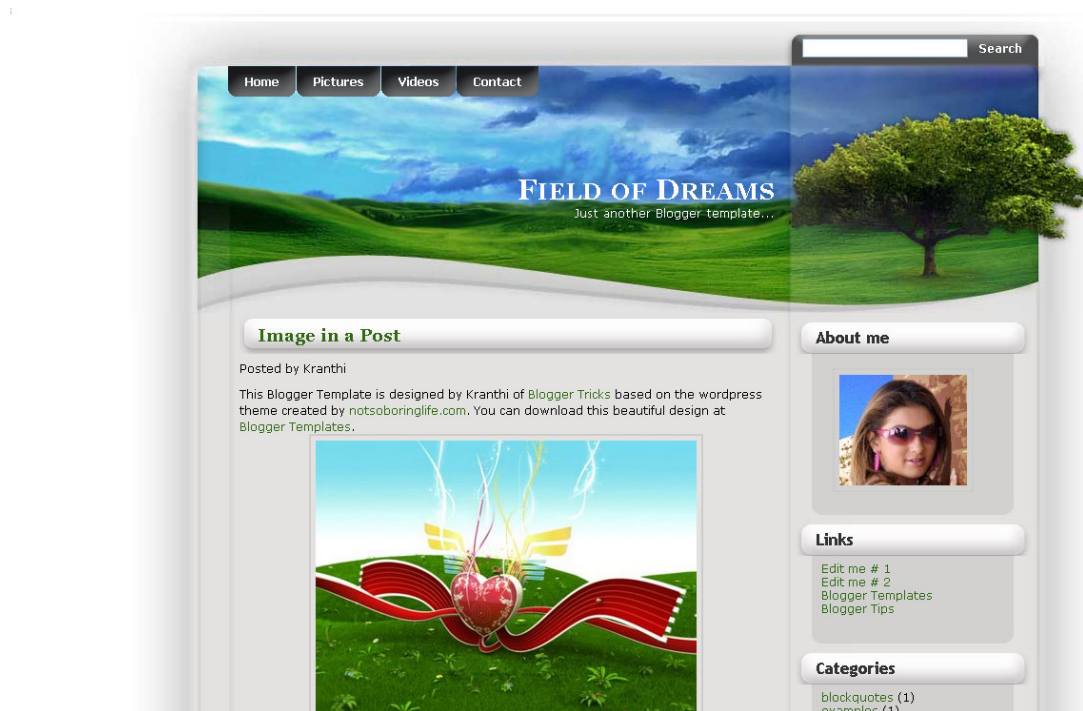 Search
Home Pictures Videos Contact
Field of Dreams
Just another Blogger template...
Image in a Post
Posted by Kranthi
This Blogger Template is designed by Kranthi of Blogger Tricks based on the wordpress
theme created by notsoboringlife.com. You can download this beautiful design at
Blogger Templates.
About me
Links
Edit me # 1
Edit me # 2
Blogger Templates
Blogger Tips
Categories
blockquotes (1)
examples (1)